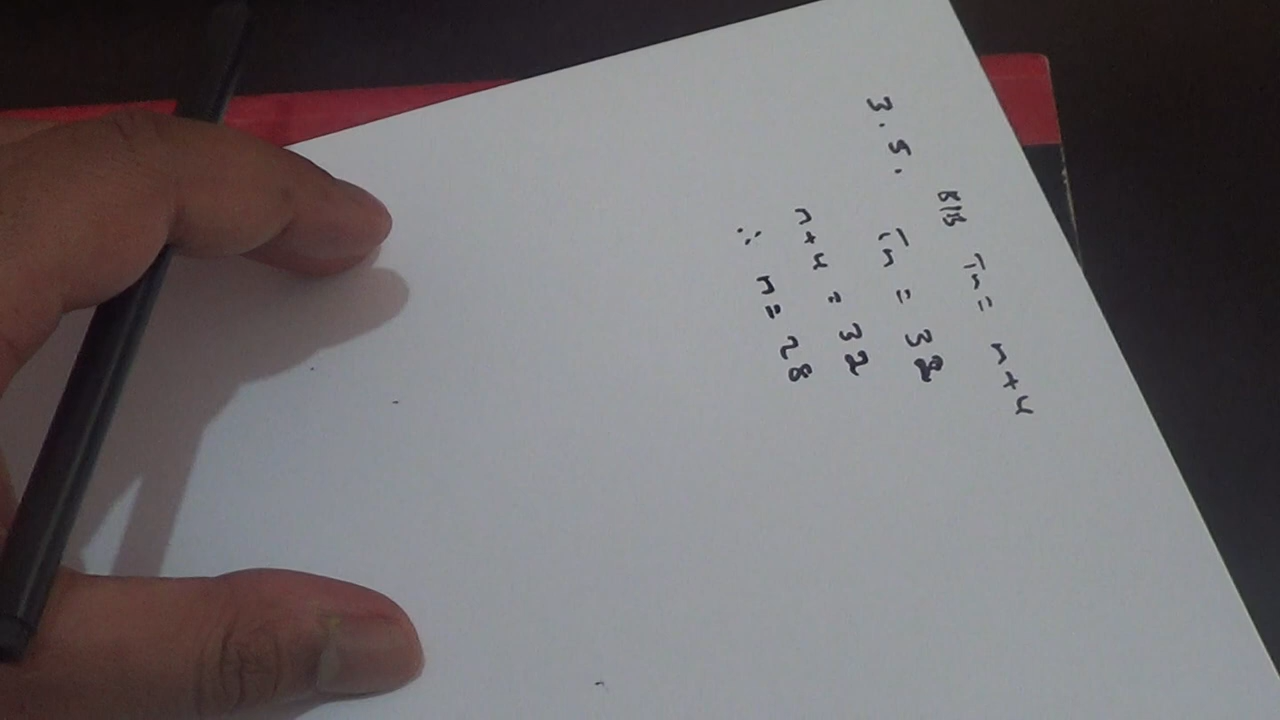 3.5. B/B Tn = n+4
Tn = 32
n+4 = 32
∴ n = 28